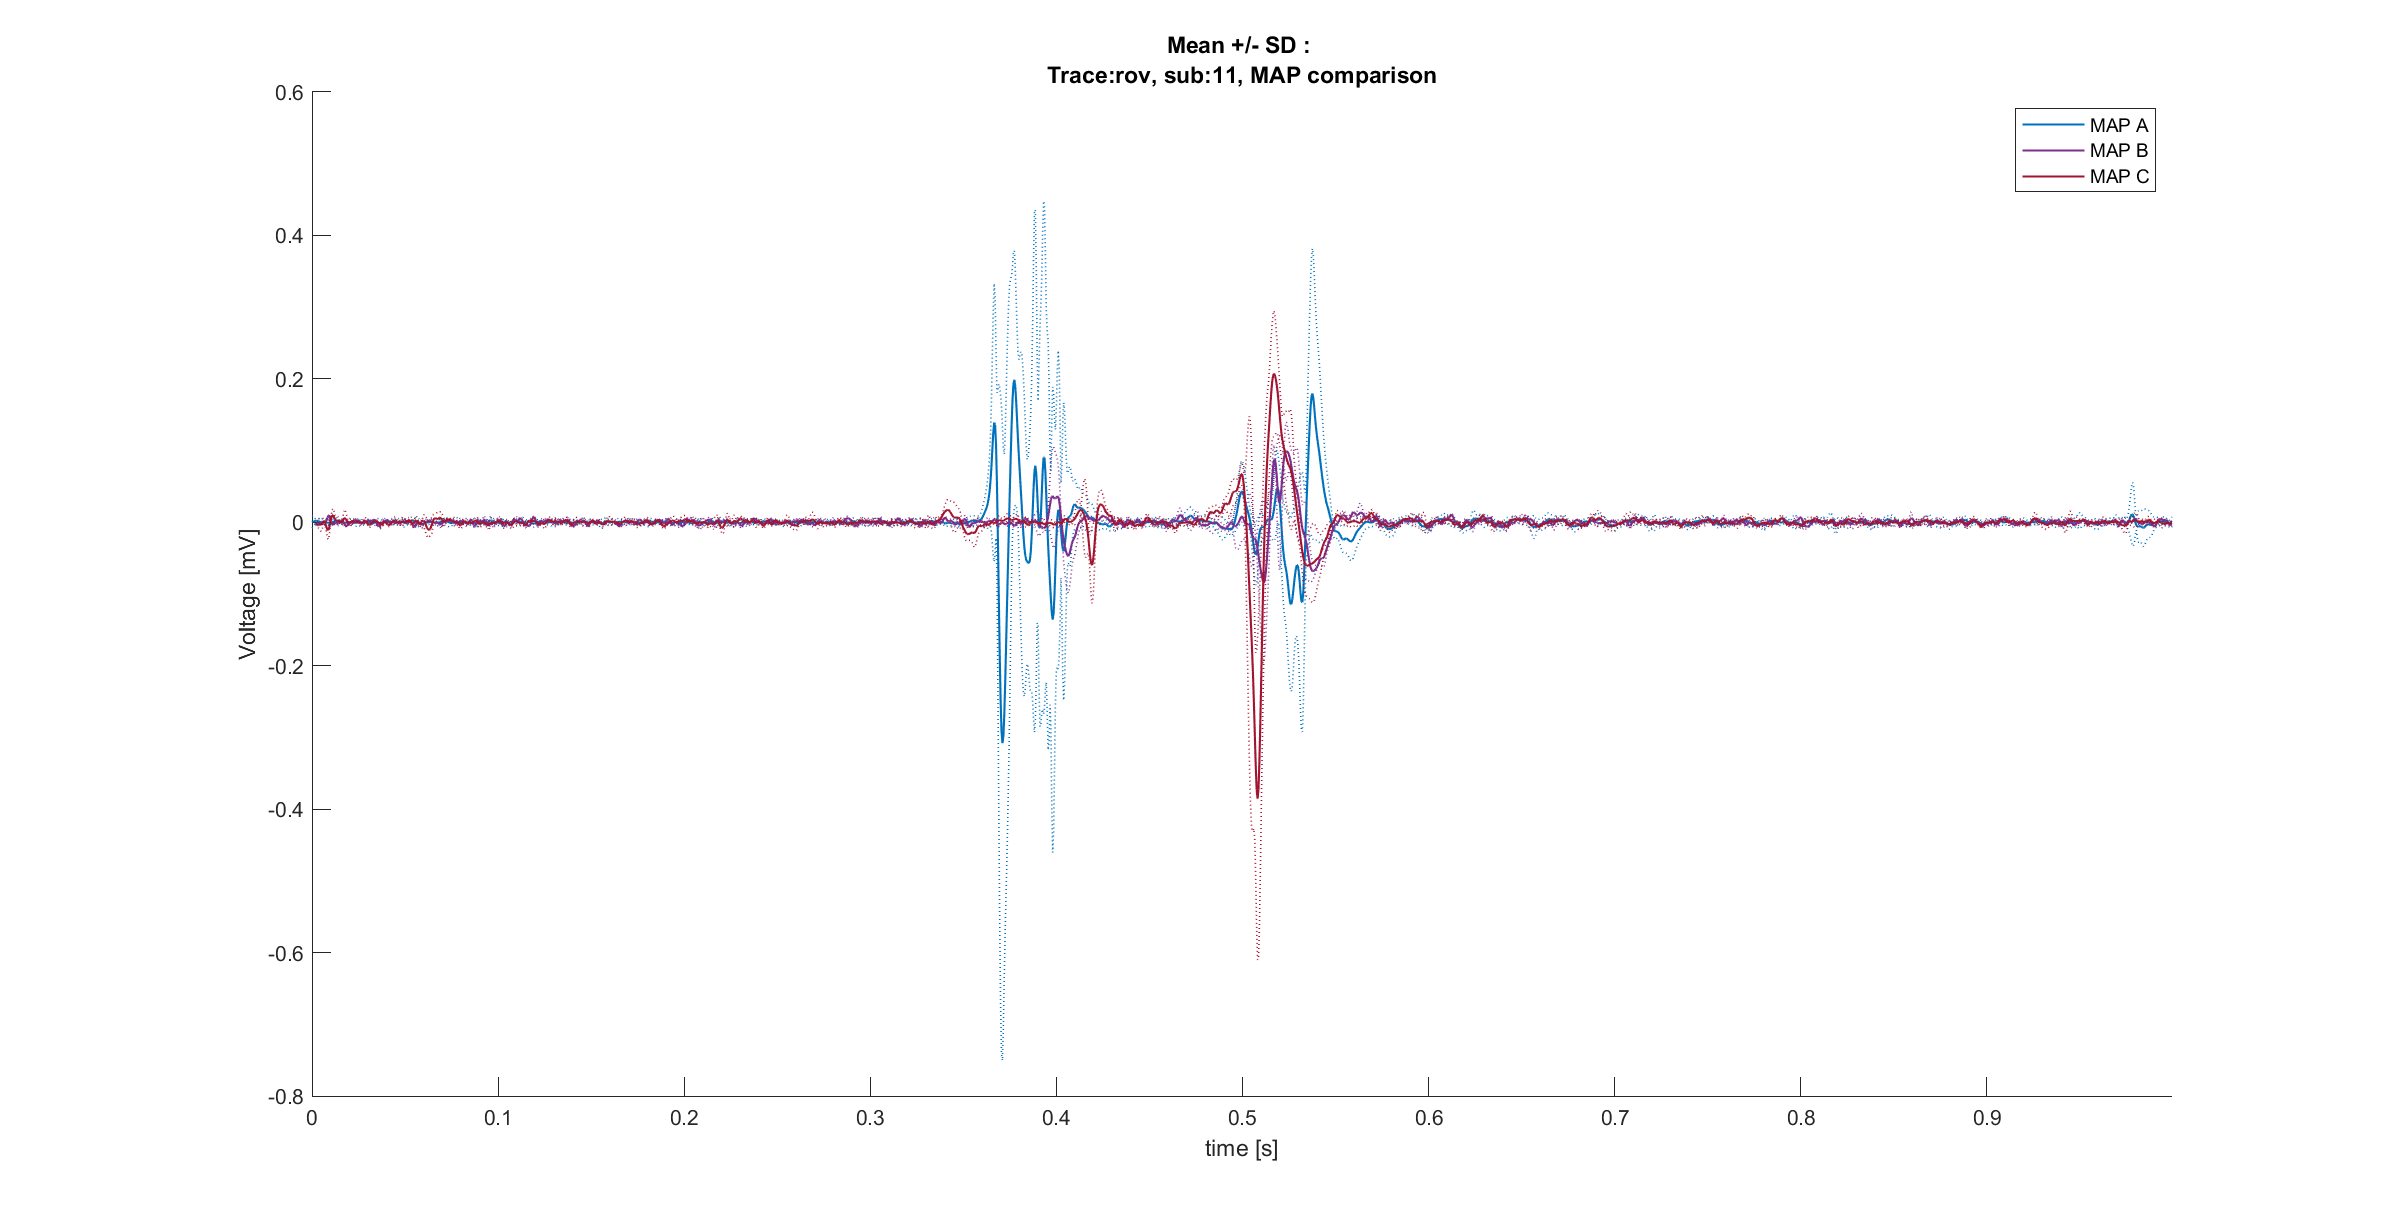 Mean +/- SD :
Trace:rov, sub:11, MAP comparison
MAP A
MAP B
MAP C
0.6
0.4
0.2
0
-0.2
-0.4
-0.6
-0.8
Voltage [mV]
0 0.1 0.2 0.3 0.4 0.5 0.6 0.7 0.8 0.9
time [s]